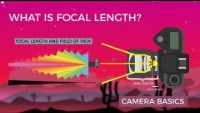 WHAT IS FOCAL LENGTH?
FOCAL LENGTH AND FIELD OF VIEW
CAMERA BASICS